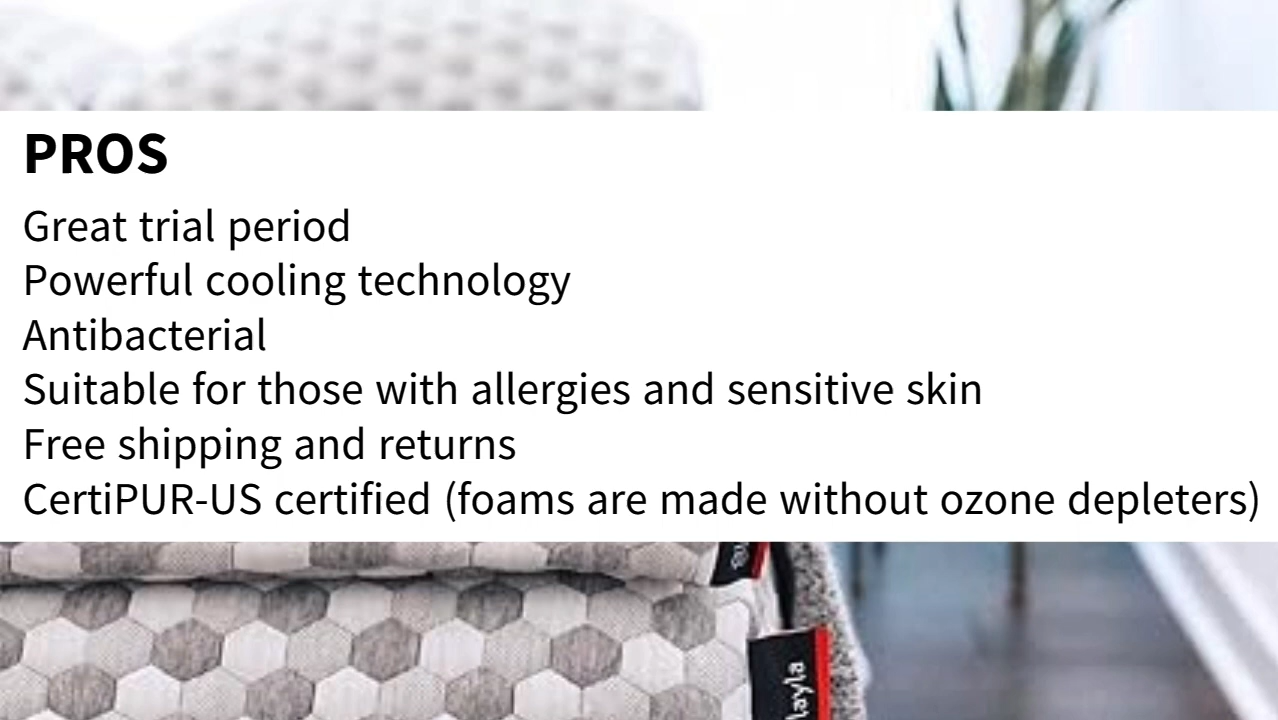 PROS
Great trial period
Powerful cooling technology
Antibacterial
Suitable for those with allergies and sensitive skin
Free shipping and returns
CertiPUR-US certified (foams are made without ozone depleters)
layla